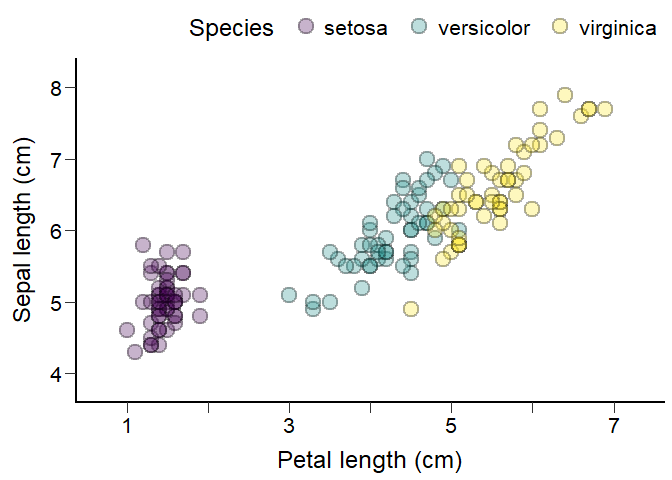 Species setosa versicolor virginica
8
7
6
5
4
Sepal length (cm)
1 3 5 7
Petal length (cm)